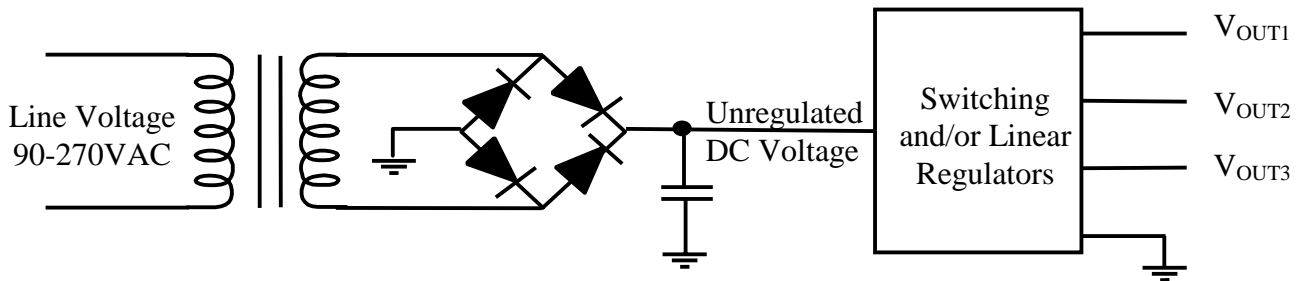 Line Voltage
90-270VAC
Unregulated
DC Voltage
Switching
and/or Linear
Regulators
VOUT1
VOUT2
VOUT3